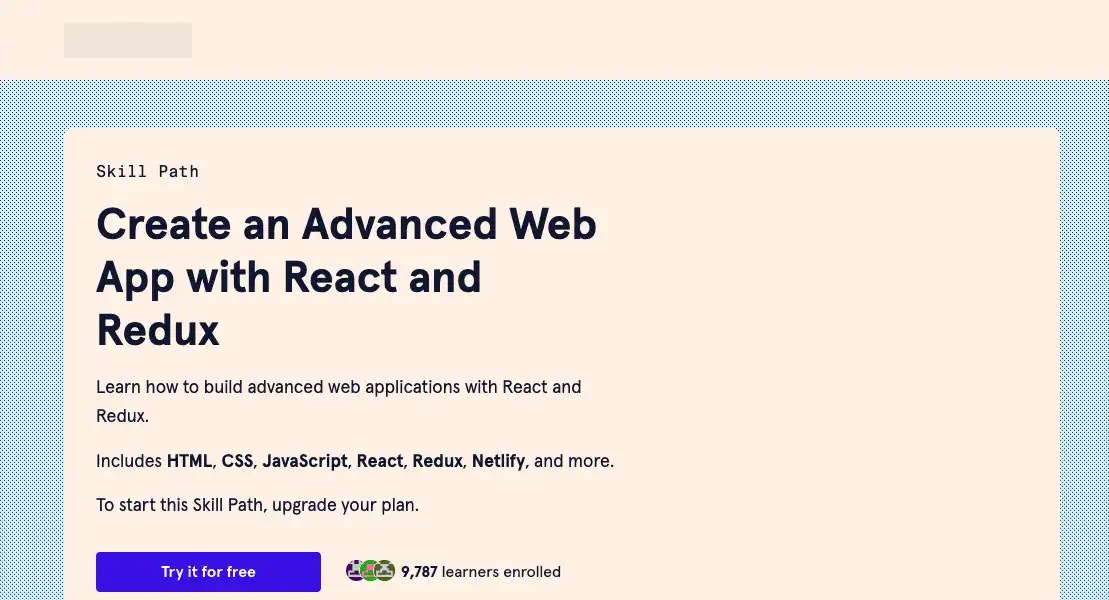 Skill Path
Create an Advanced Web
App with React and
Redux
Learn how to build advanced web applications with React and
Redux.
Includes HTML, CSS, JavaScript, React, Redux, Netlify, and more.
To start this Skill Path, upgrade your plan.
Try it for free
9,787 learners enrolled